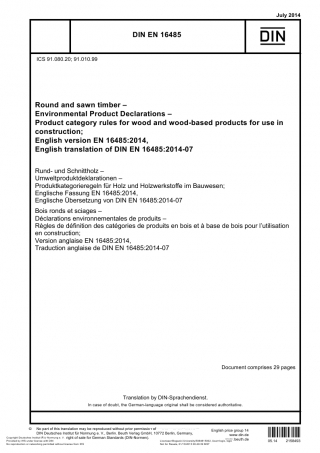 July 2014
DIN EN 16485
DIN
ICS 91.080.20; 91.010.99
Round and sawn timber –
Environmental Product Declarations –
Product category rules for wood and wood-based products for use in
construction;
English version EN 16485:2014,
English translation of DIN EN 16485:2014-07
Rund- und Schnittholz –
Umweltproduktdeklarationen –
Produktkategorieregeln für Holz und Holzwerkstoffe im Bauwesen;
Englische Fassung EN 16485:2014,
Englische Übersetzung von DIN EN 16485:2014-07
Bois ronds et sciages –
Déclarations environnementales de produits –
Règles de définition des catégories de produits en bois et à base de bois pour l'utilisation
en construction;
Version anglaise EN 16485:2014,
Traduction anglaise de DIN EN 16485:2014-07
Document comprises 29 pages
Translation by DIN-Sprachendienst.
In case of doubt, the German-language original shall be considered authoritative.
© No part of this translation may be reproduced without prior permission of
DIN Deutsches Institut für Normung e. V., Berlin. Beuth Verlag GmbH, 10772 Berlin, Germany,
right of sale for German Standards (DIN-Normen).
English price group 14
www.din.de
www.beuth.de